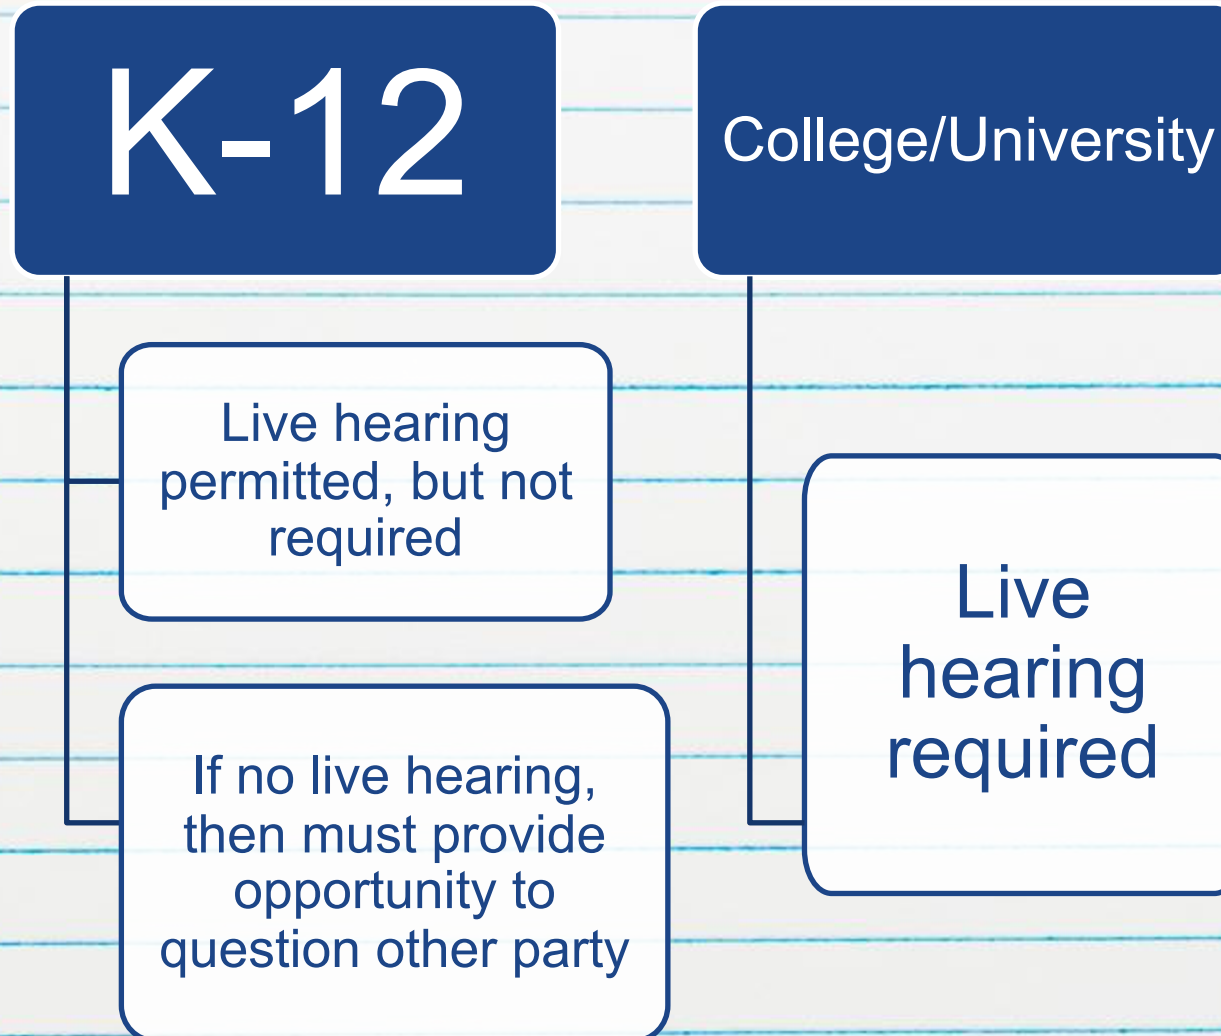 K-12
Live hearing
permitted, but not
required
If no live hearing,
then must provide
opportunity to
question other party
College/University
Live
hearing
required